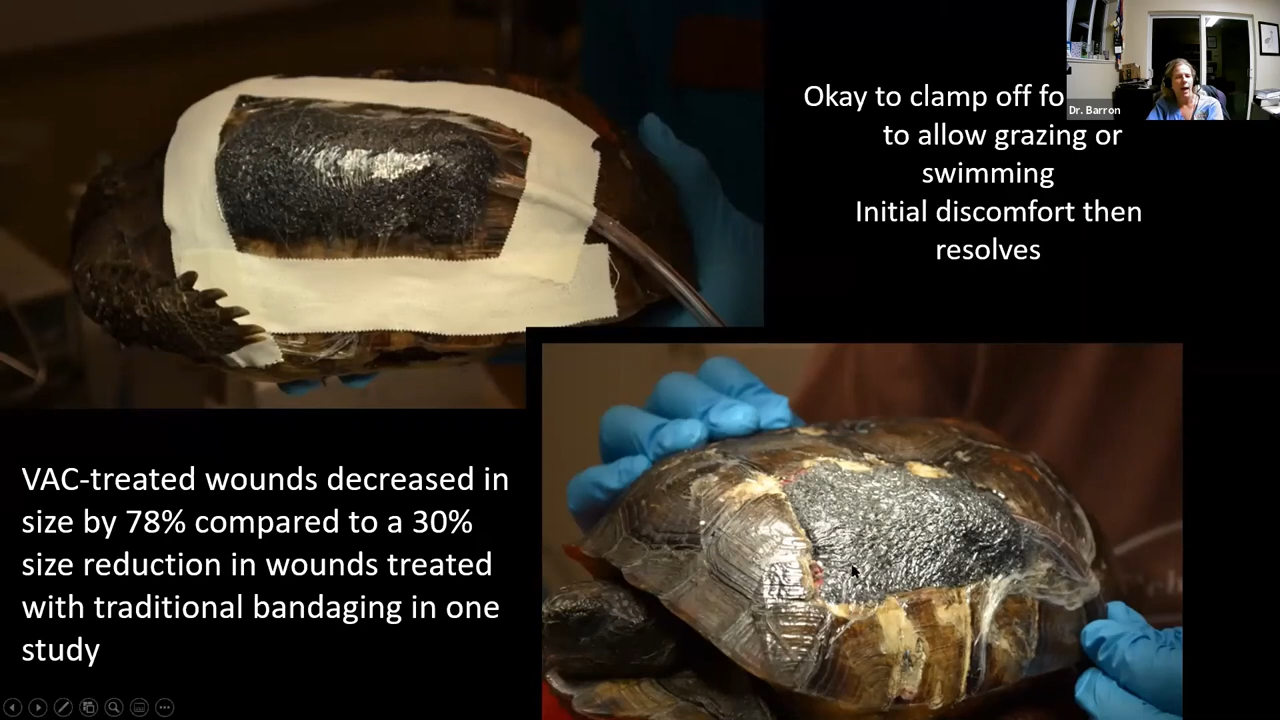 Okay to clamp off fo
to allow grazing or
swimming
Initial discomfort then
resolves
Dr. Barron
VAC-treated wounds decreased in
size by 78% compared to a 30%
size reduction in wounds treated
with traditional bandaging in one
study